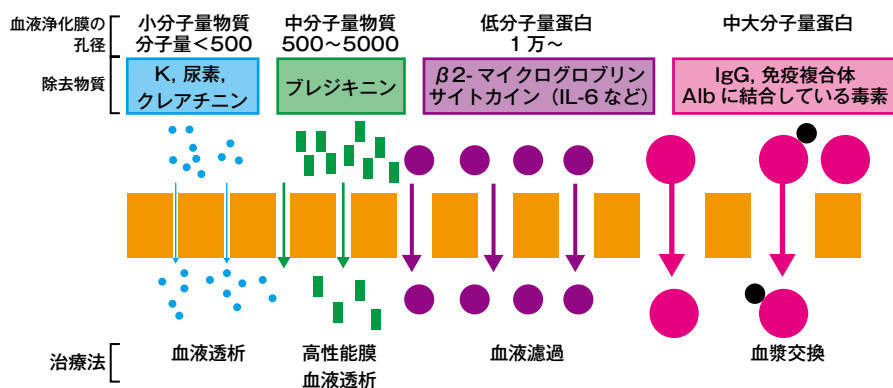 血液浄化膜の
孔径
小分子量物質
分子量＜500
中分子量物質
500〜5000
低分子量蛋白
1万〜
中大分子量蛋白
除去物質
K, 尿素,
クレアチニン
ブレジキニン
β2-マイクログロブリン
サイトカイン（IL-6 など）
IgG, 免疫複合体
Alb に結合している毒素
治療法
血液透析
高性能膜
血液透析
血液濾過
血漿交換